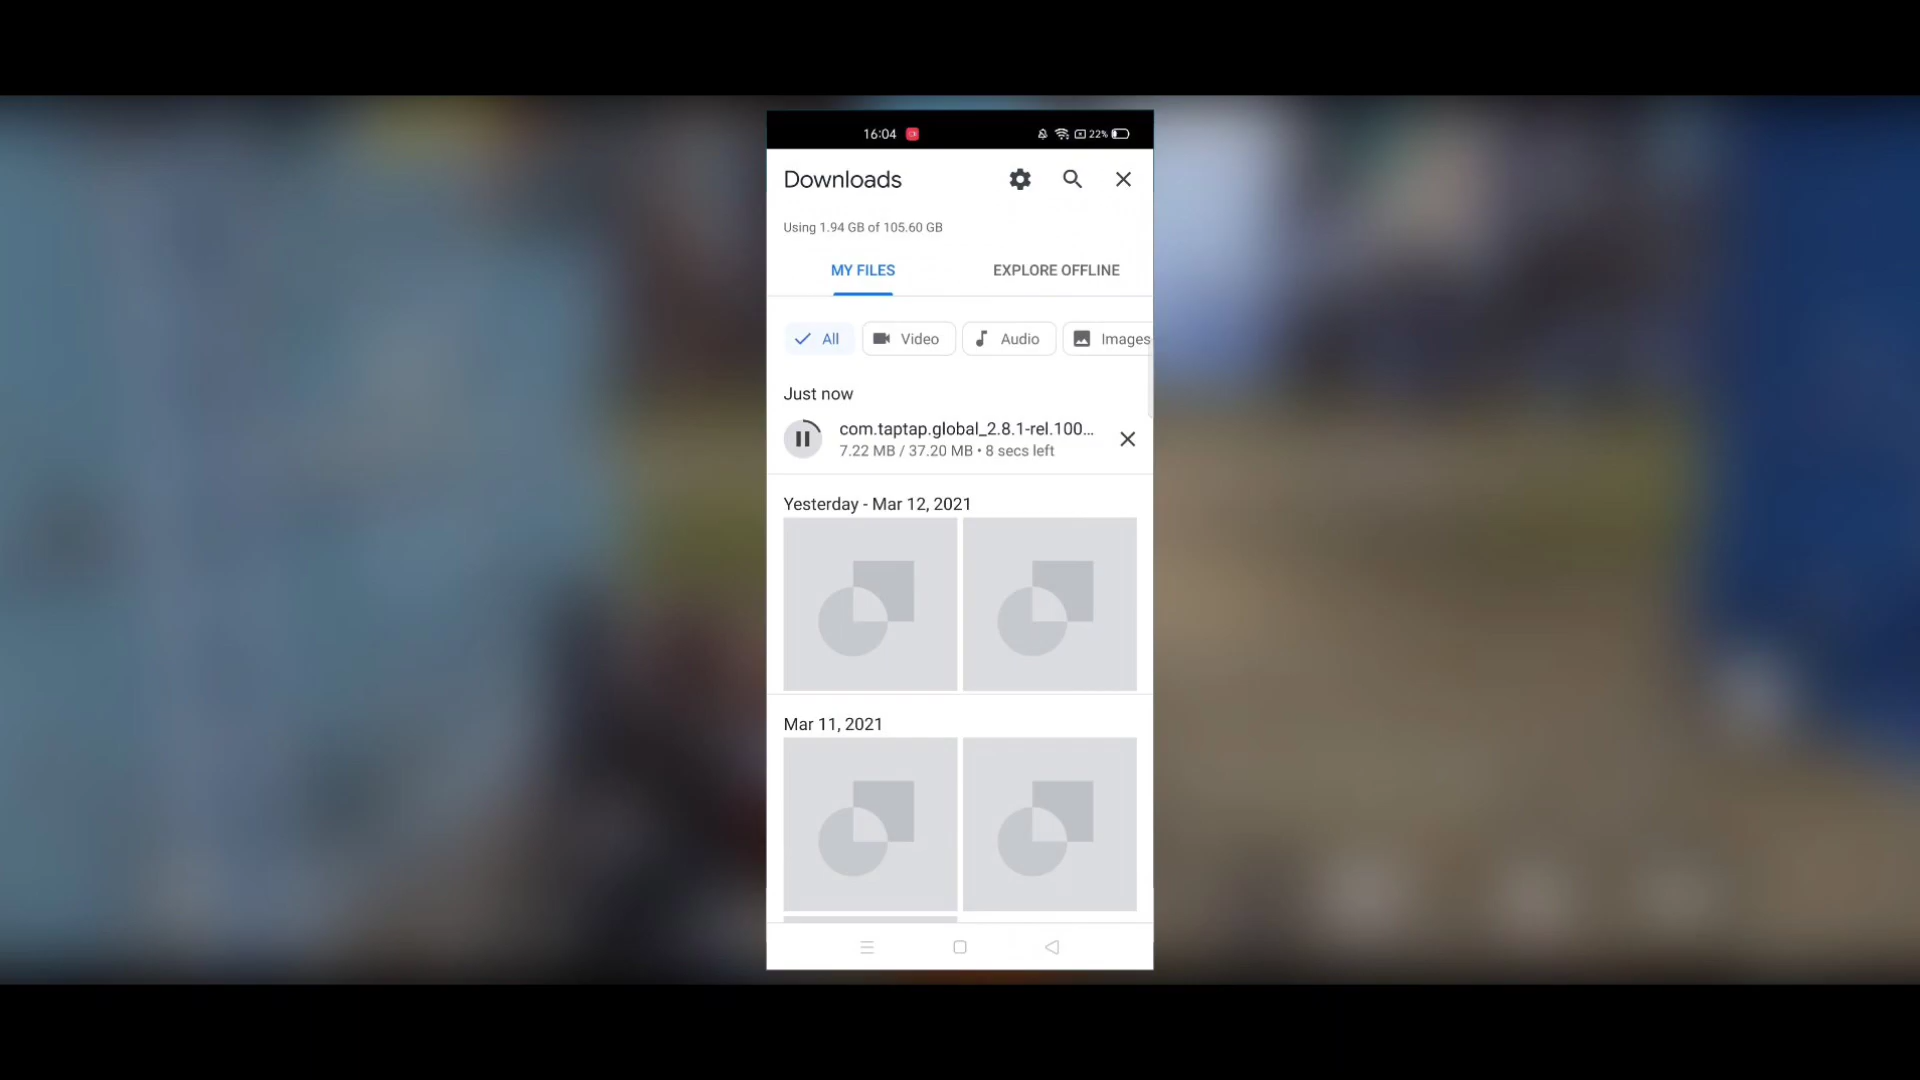 16:04
22%
Downloads
Using 1.94 GB of 105.60 GB
MY FILES
EXPLORE OFFLINE
All
Video
Audio
Images
Just now
com.taptap.global_2.8.1-rel.100...
7.22 MB / 37.20 MB • 8 secs left
Yesterday - Mar 12, 2021
Mar 11, 2021